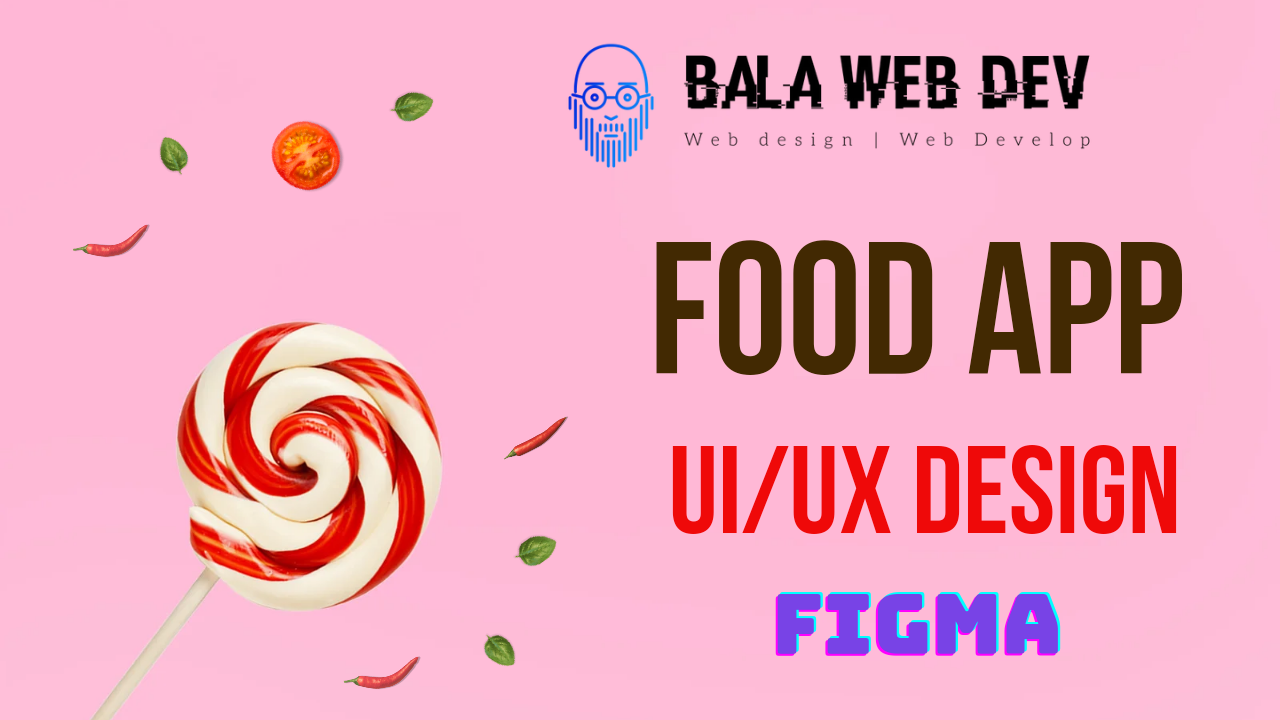 BALA WEB DEV
Web design | Web Develop
FOOD APP
UI/UX DESIGN
FIGMA